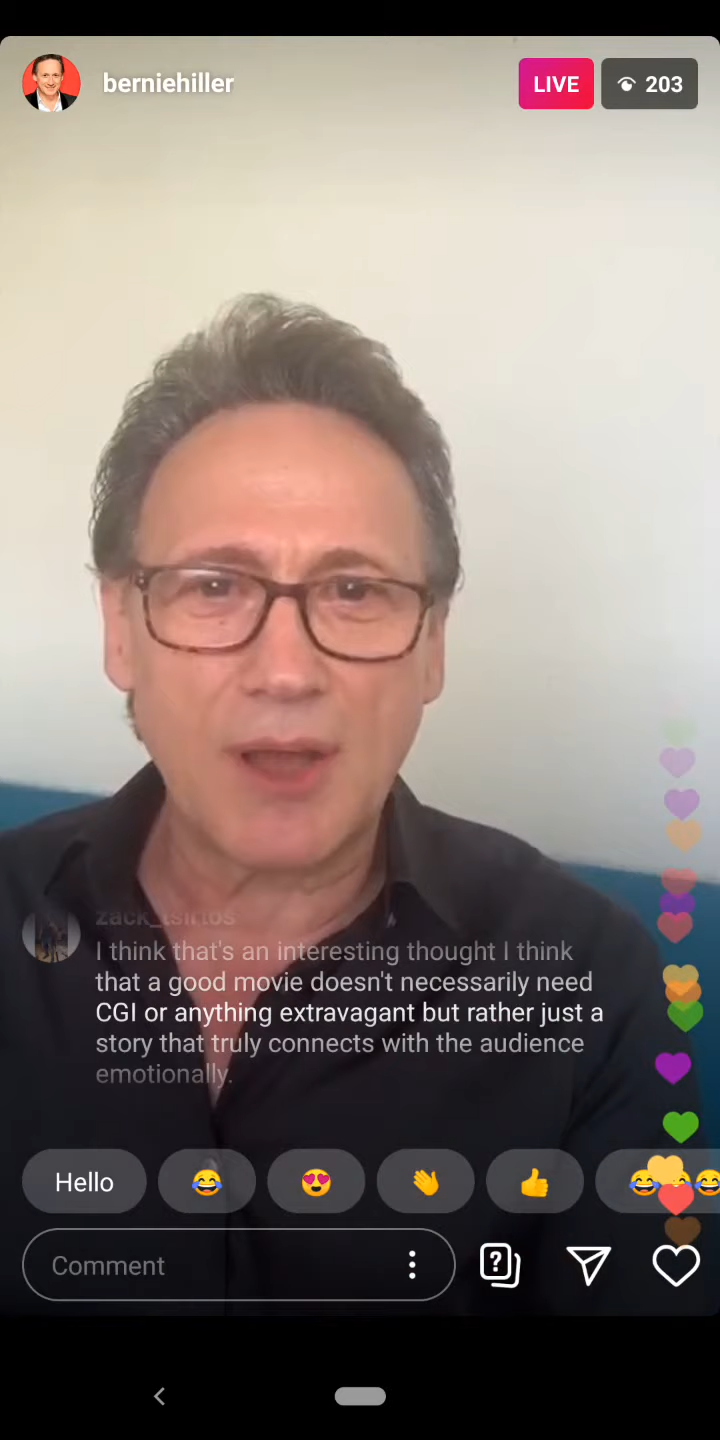 berniehiller
LIVE
203
zack_tsirtos
I think that's an interesting thought I think
that a good movie doesn't necessarily need
CGI or anything extravagant but rather just a
story that truly connects with the audience
emotionally.
Hello
Comment